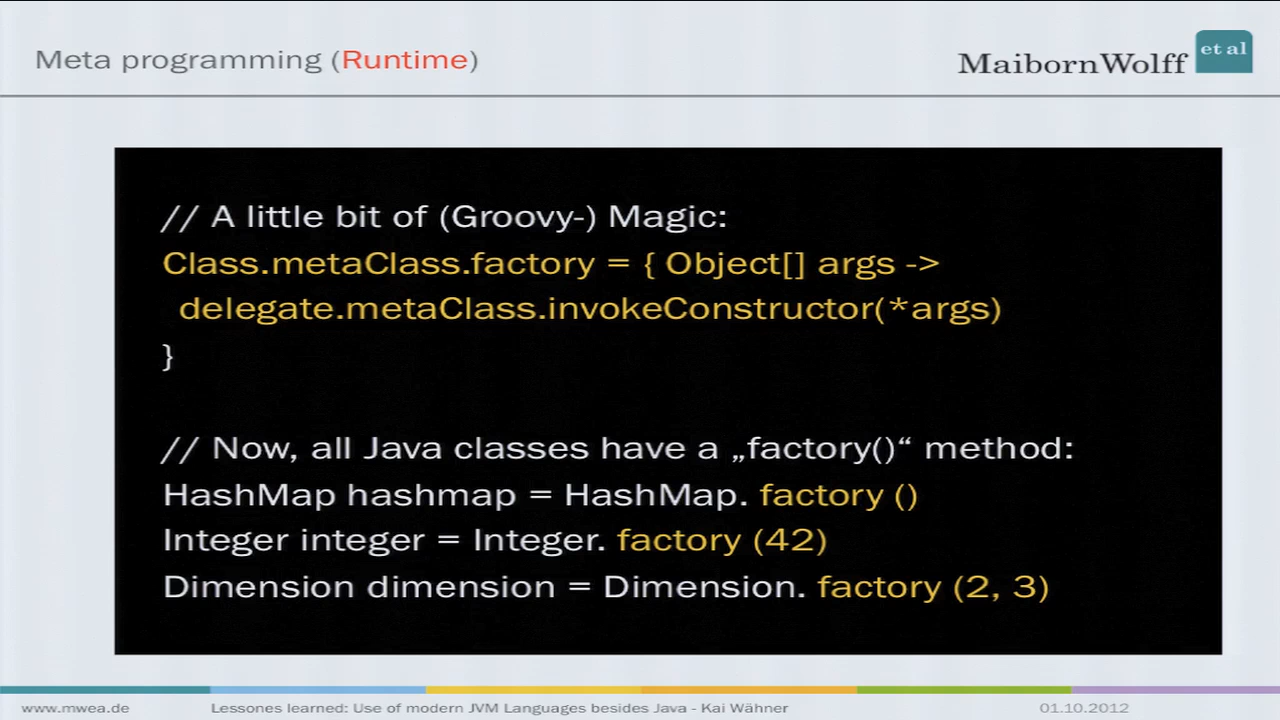 Meta programming (Runtime)
MaibornWolff et al
// A little bit of (Groovy-) Magic:
Class.metaClass.factory = { Object[] args ->
delegate.metaClass.invokeConstructor(*args)
}
// Now, all Java classes have a „factory()“ method:
HashMap hashmap = HashMap. factory ()
Integer integer = Integer. factory (42)
Dimension dimension = Dimension. factory (2, 3)
www.mwea.de
Lessones learned: Use of modern JVM Languages besides Java - Kai Wähner
01.10.2012